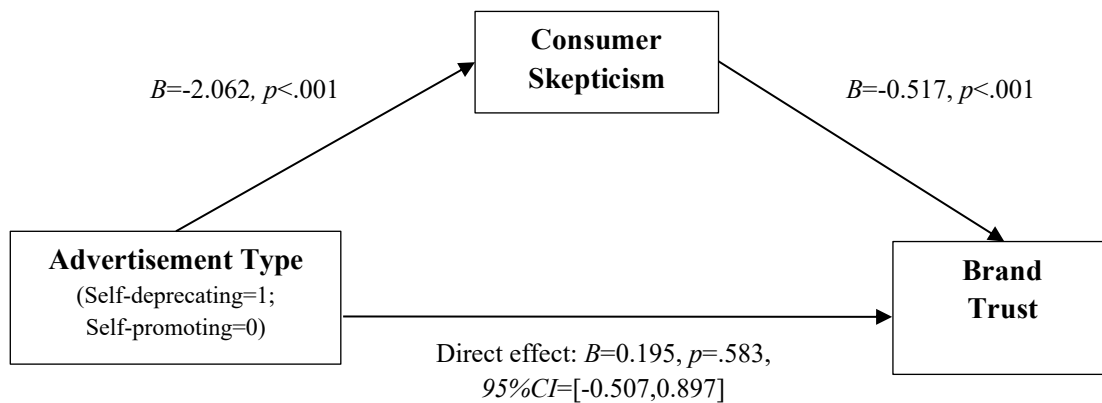 Consumer
Skepticism
B=-2.062, p<.001
B=-0.517, p<.001
Advertisement Type
(Self-deprecating=1;
Self-promoting=0)
Brand
Trust
Direct effect: B=0.195, p=.583,
95%CI=[-0.507,0.897]